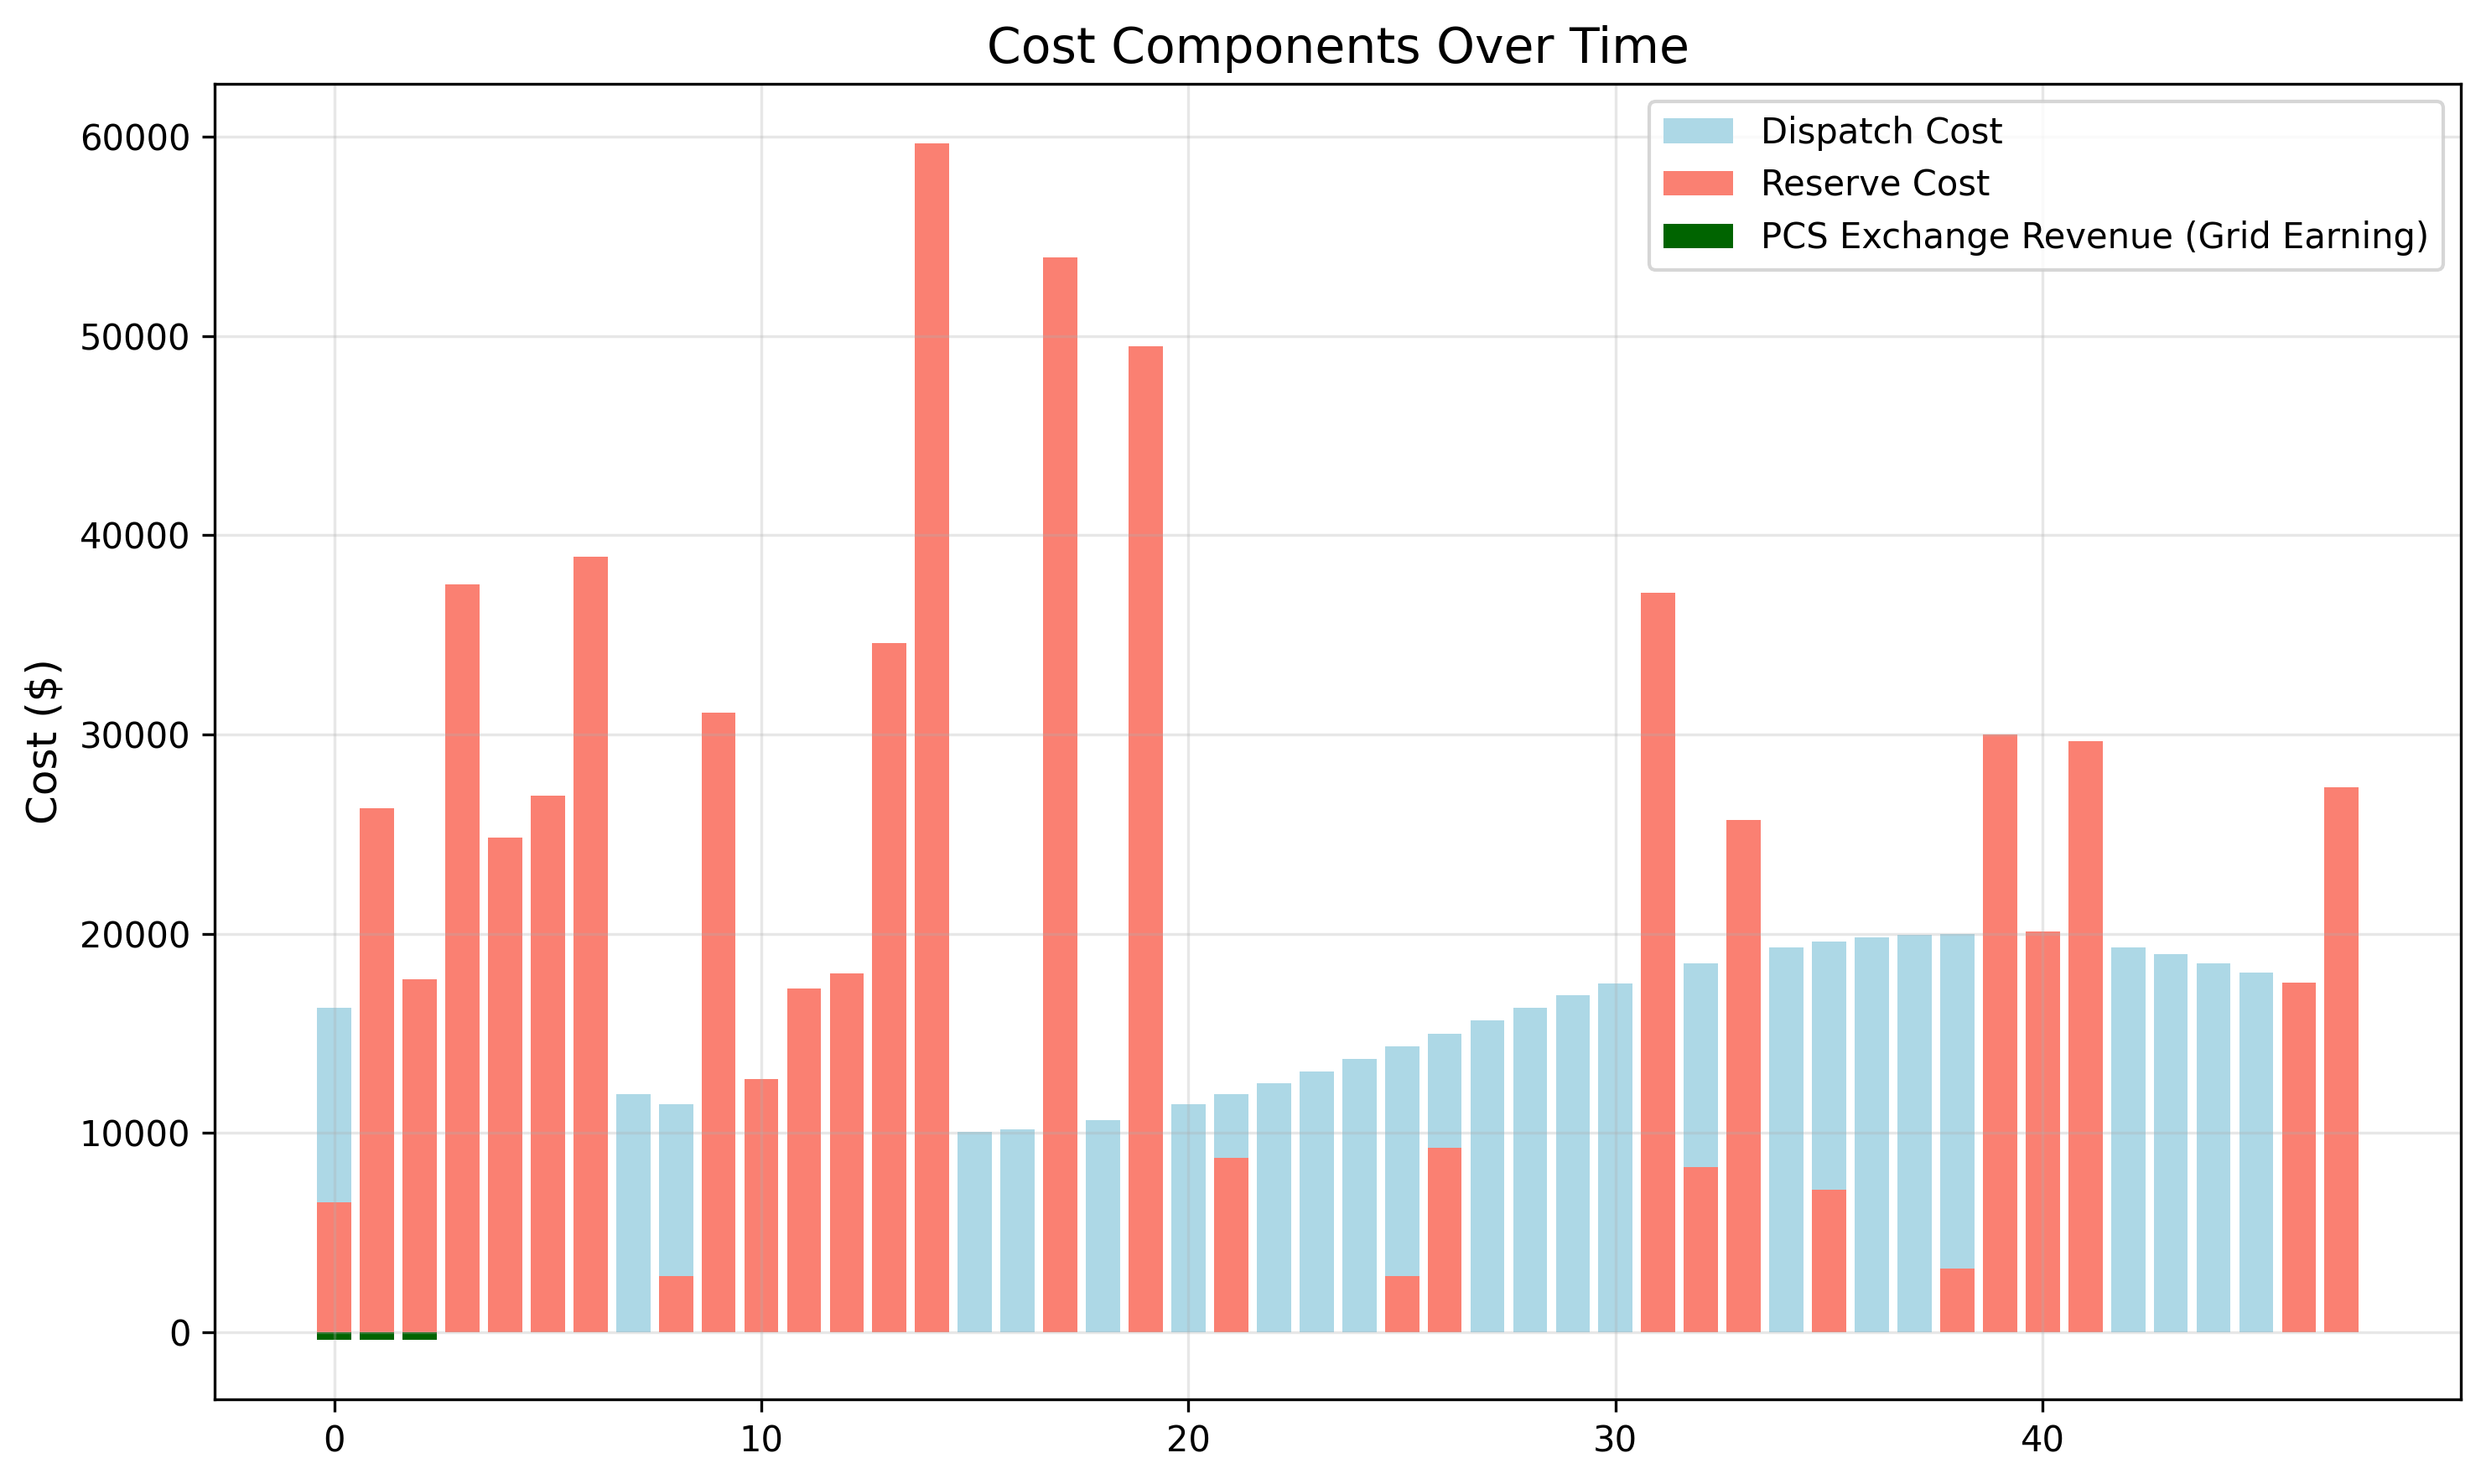 Cost Components Over Time
Dispatch Cost
Reserve Cost
PCS Exchange Revenue (Grid Earning)
Cost ($)
60000
50000
40000
30000
20000
10000
0
0 10 20 30 40